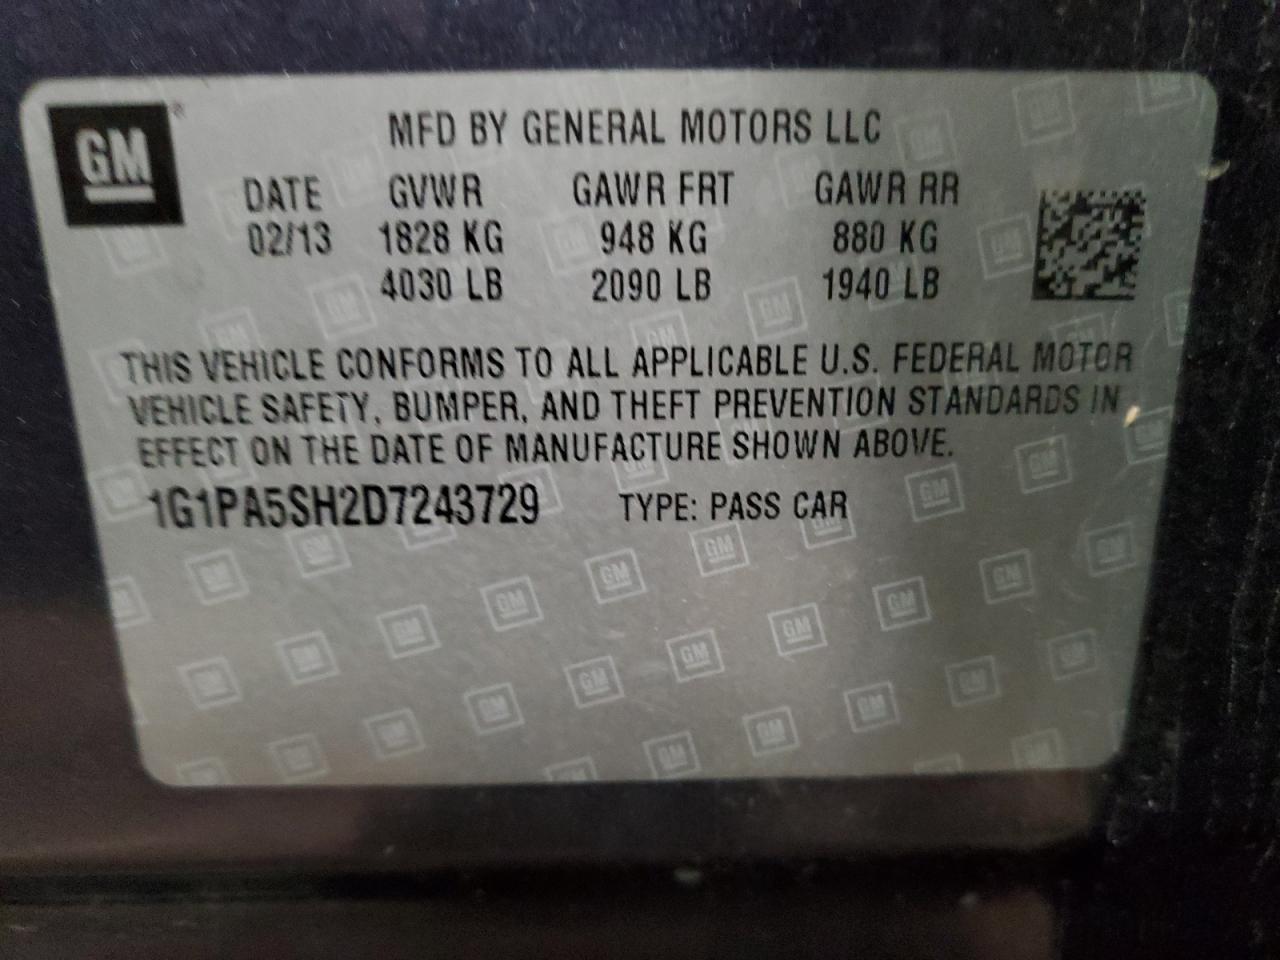 GM
MFD BY GENERAL MOTORS LLC
DATE GVWR GAWR FRT GAWR RR
02/13 1828 KG 948 KG 880 KG
4030 LB 2090 LB 1940 LB
THIS VEHICLE CONFORMS TO ALL APPLICABLE U.S. FEDERAL MOTOR
VEHICLE SAFETY, BUMPER, AND THEFT PREVENTION STANDARDS IN
EFFECT ON THE DATE OF MANUFACTURE SHOWN ABOVE.
1G1PA5SH2D7243729 TYPE: PASS CAR